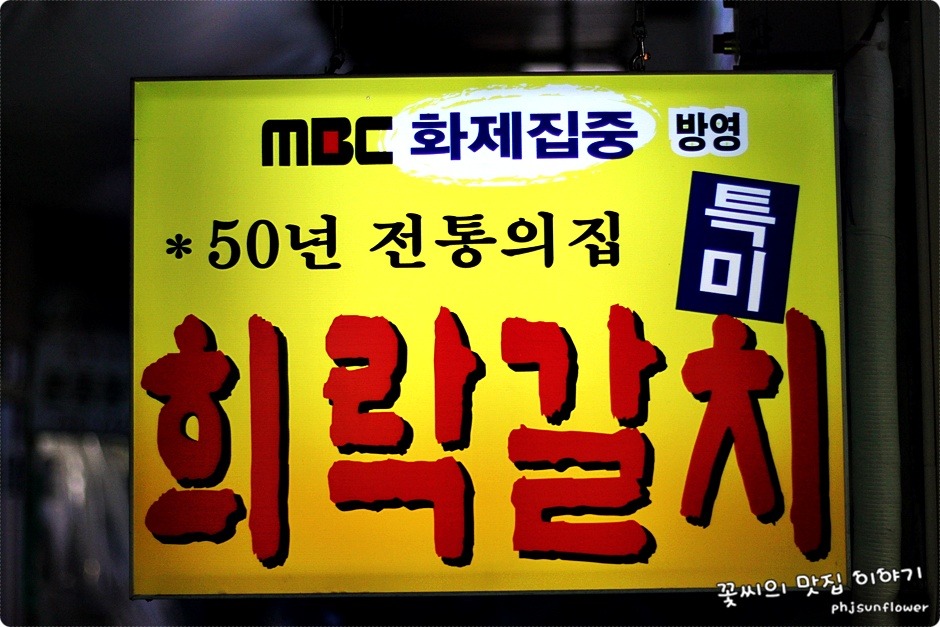 MBC 화제집중 방영
*50년 전통의집
특미
희락갈치
꽃씨의 맛집 이야기
phjsunflower